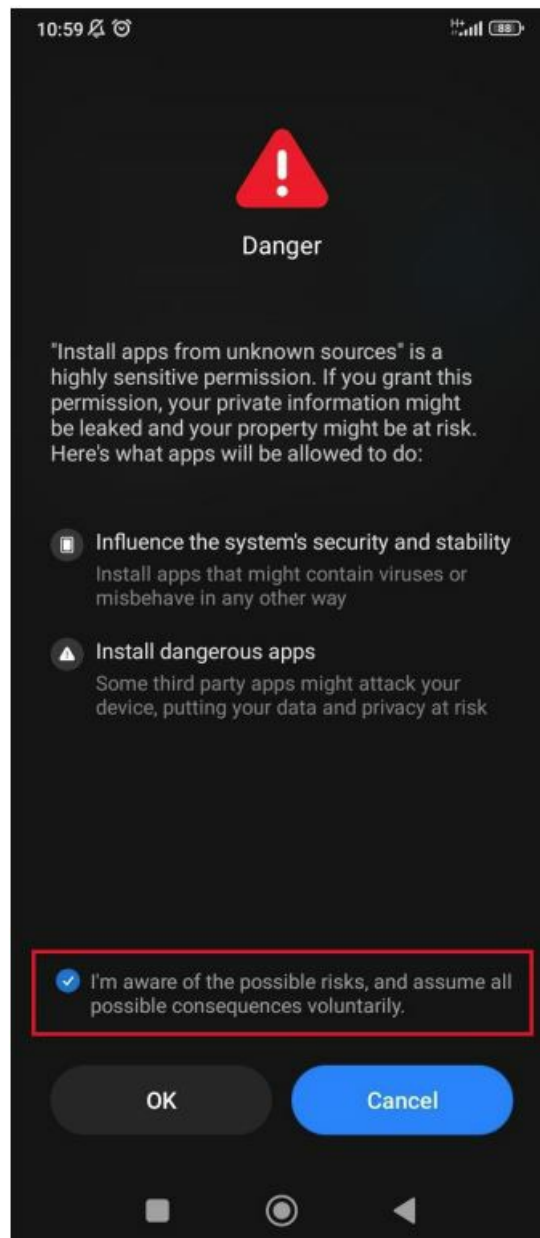 10:59
H+
88
Danger
"Install apps from unknown sources" is a
highly sensitive permission. If you grant this
permission, your private information might
be leaked and your property might be at risk.
Here's what apps will be allowed to do:
Influence the system's security and stability
Install apps that might contain viruses or
misbehave in any other way
Install dangerous apps
Some third party apps might attack your
device, putting your data and privacy at risk
I'm aware of the possible risks, and assume all
possible consequences voluntarily.
OK
Cancel